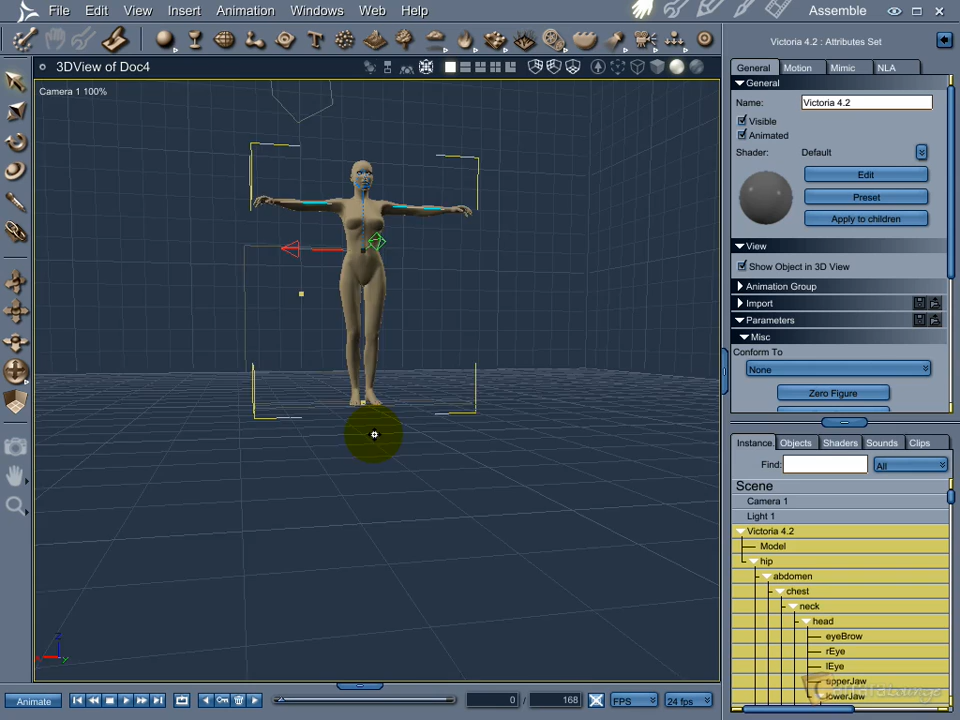 File Edit View Insert Animation Windows Web Help Assemble
3DView of Doc4
Camera 1 100%
Victoria 4.2 : Attributes Set
General Motion Mimic NLA
General
Name: Victoria 4.2
Visible
Animated
Shader: Default
Edit
Preset
Apply to children
View
Show Object in 3D View
Animation Group
Import
Parameters
Misc
Conform To
None
Zero Figure
Instance. Objects Shaders Sounds Clips
Find: All
Scene
Camera 1
Light 1
Victoria 4.2
Model
hip
abdomen
chest
neck
head
eyeBrow
rEye
lEye
upperJaw
lowerJaw
Z
Y
Animate 0 168 FPS 24 fps